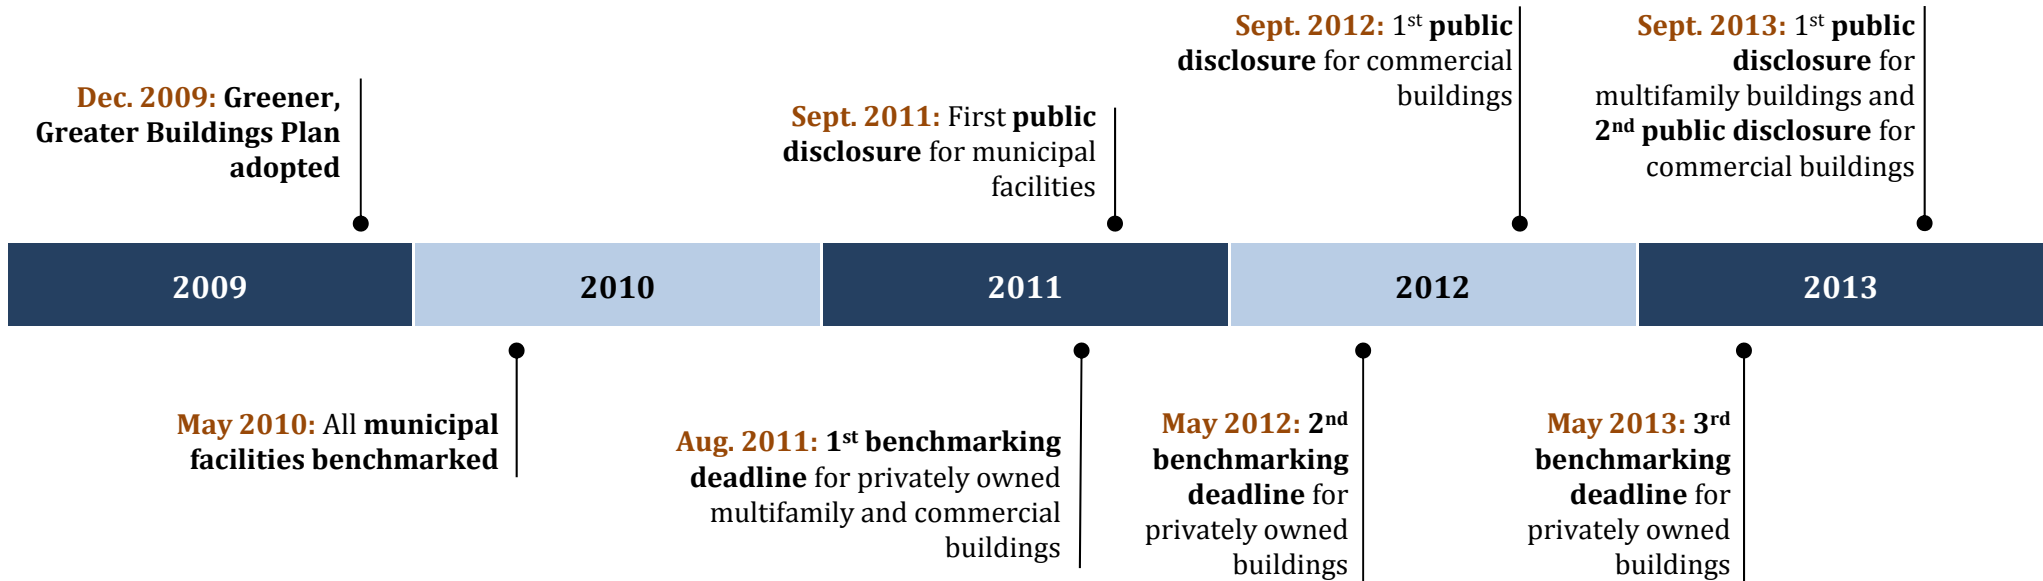 Dec. 2009: Greener,
Greater Buildings Plan
adopted
Sept. 2011: First public
disclosure for municipal
facilities
Sept. 2012: 1st public
disclosure for commercial
buildings
Sept. 2013: 1st public
disclosure for
multifamily buildings and
2nd public disclosure for
commercial buildings
2009
2010
2011
2012
2013
May 2010: All municipal
facilities benchmarked
Aug. 2011: 1st benchmarking
deadline for privately owned
multifamily and commercial
buildings
May 2012: 2nd
benchmarking
deadline for
privately owned
buildings
May 2013: 3rd
benchmarking
deadline for
privately owned
buildings